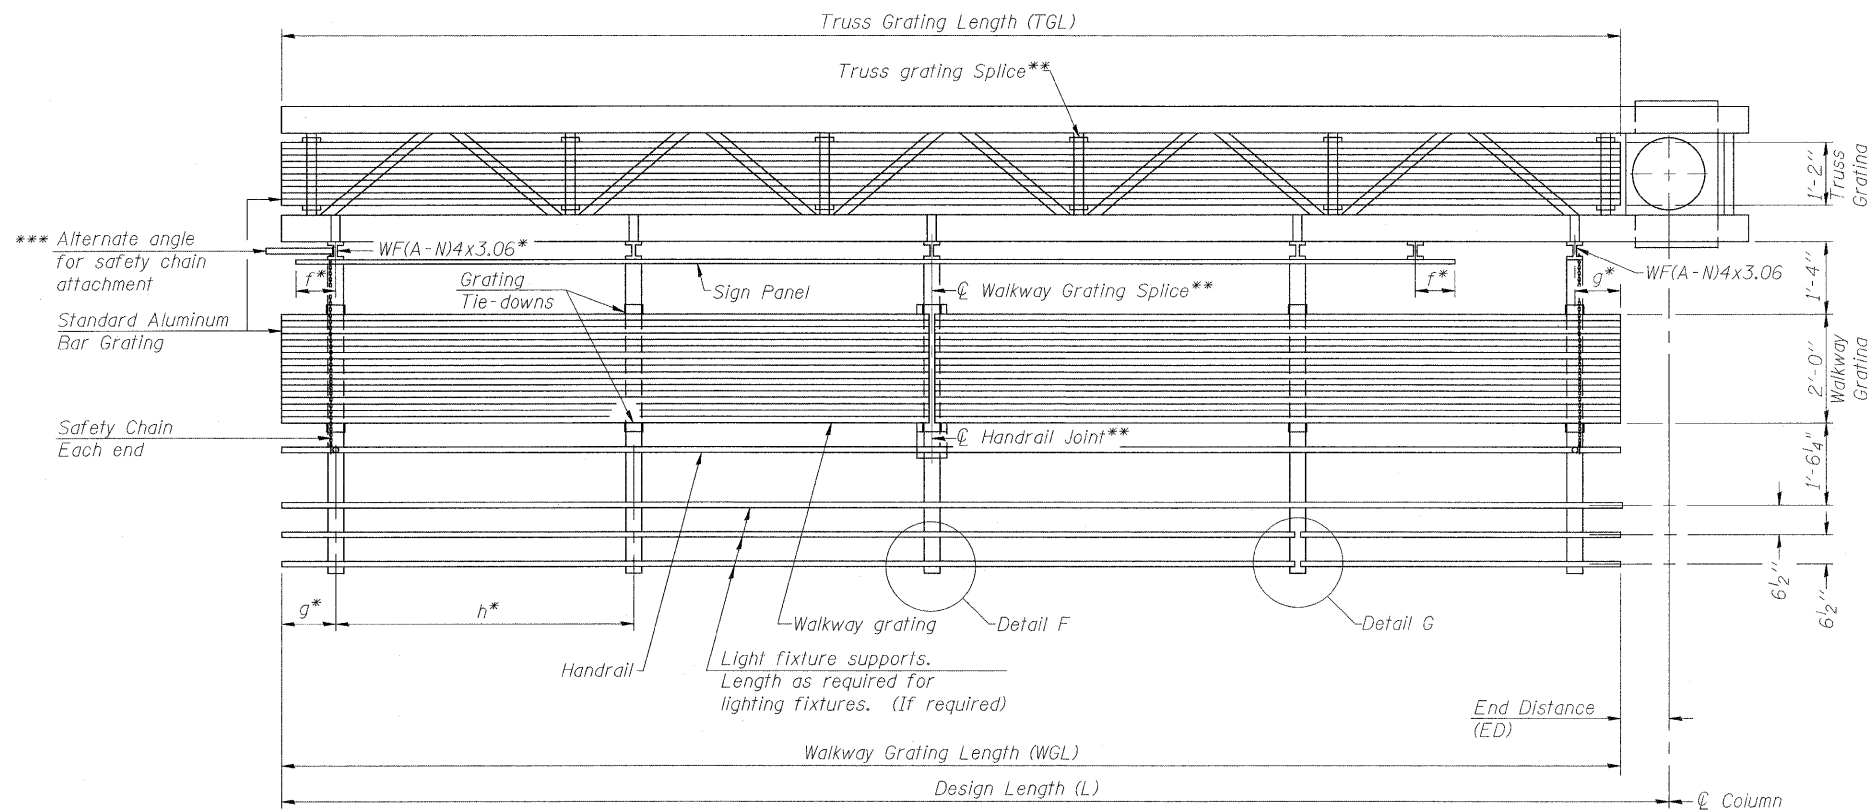 Truss Grating Length (TGL)
Truss grating Splice**
1'-2"
Truss
Grating
*** Alternate angle
for safety chain
attachment
WF(A-N)4x3.06*
WF(A-N)4x3.06
f*
Grating
Tie-downs
Sign Panel
℄ Walkway Grating Splice**
f*
g*
1'-4"
Standard Aluminum
Bar Grating
2'-0"
Walkway
Grating
Safety Chain
Each end
℄ Handrail Joint**
1'-6¼"
6½"
6½"
g*
h*
Walkway grating
Detail F
Detail G
Handrail
Light fixture supports.
Length as required for
lighting fixtures. (If required)
End Distance
(ED)
Walkway Grating Length (WGL)
Design Length (L)
℄ Column